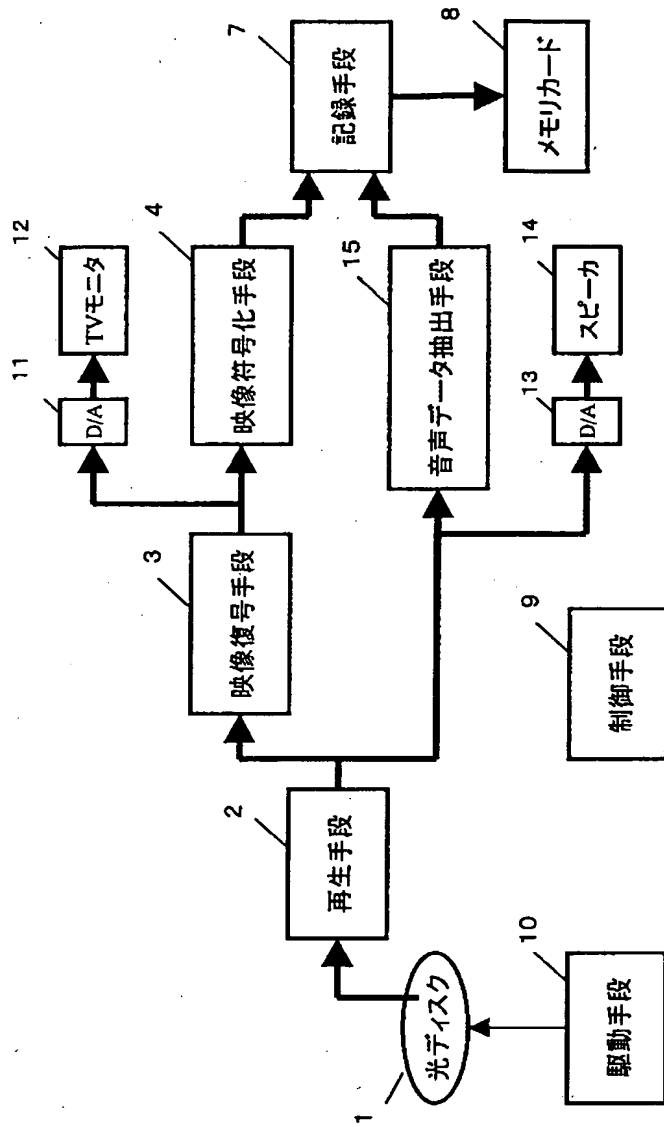 1
光ディスク
10
駆動手段
2
再生手段
3
映像復号手段
11
D/A
12
TVモニタ
4
映像符号化手段
7
記録手段
8
メモリカード
15
音声データ抽出手段
13
D/A
14
スピーカ
9
制御手段